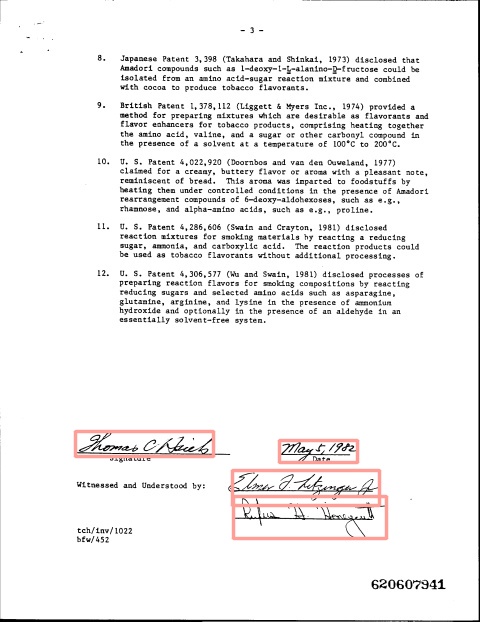 - 3 -
8. Japanese Patent 3,398 (Takahara and Shinkai, 1973) disclosed that
Amadori compounds such as 1-deoxy-1-L-alanino-D-fructose could be
isolated from an amino acid-sugar reaction mixture and combined
with cocoa to produce tobacco flavorants.
9. British Patent 1,378,112 (Liggett & Myers Inc., 1974) provided a
method for preparing mixtures which are desirable as flavorants and
flavor enhancers for tobacco products, comprising heating together
the amino acid, valine, and a sugar or other carbonyl compound in
the presence of a solvent at a temperature of 100°C to 200°C.
10. U. S. Patent 4,022,920 (Doornbos and van den Ouweland, 1977)
claimed for a creamy, buttery flavor or aroma with a pleasant note,
reminiscent of bread. This aroma was imparted to foodstuffs by
heating them under controlled conditions in the presence of Amadori
rearrangement compounds of 6-deoxy-aldohexoses, such as e.g.,
rhamnose, and alpha-amino acids, such as e.g., proline.
11. U. S. Patent 4,286,606 (Swain and Crayton, 1981) disclosed
reaction mixtures for smoking materials by reacting a reducing
sugar, ammonia, and carboxylic acid. The reaction products could
be used as tobacco flavorants without additional processing.
12. U. S. Patent 4,306,577 (Wu and Swain, 1981) disclosed processes of
preparing reaction flavors for smoking compositions by reacting
reducing sugars and selected amino acids such as asparagine,
glutamine, arginine, and lysine in the presence of ammonium
hydroxide and optionally in the presence of an aldehyde in an
essentially solvent-free system.
Thomas C. May 5, 1982
Signature Date
Witnessed and Understood by: Elmer F. Litzinger Jr
Rufus H. Honeycutt
tch/inv/1022
bfw/452
620607941